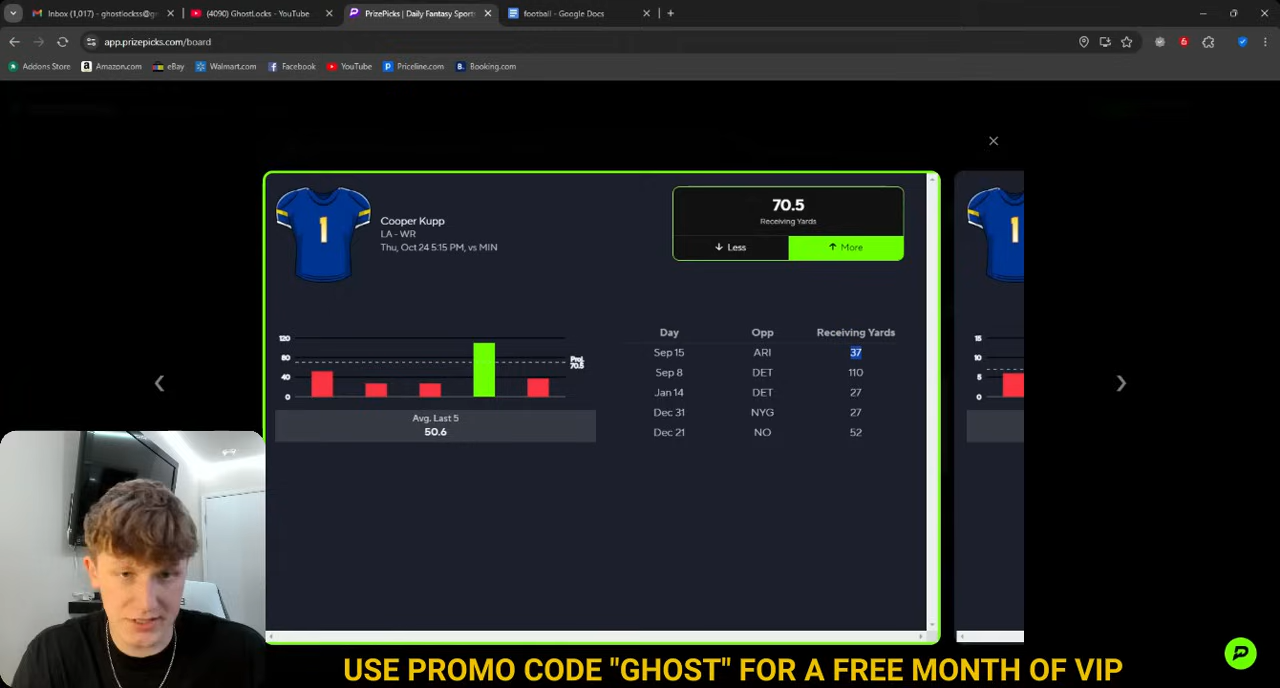 Inbox (1,017) - ghostlockss@g
(4090) GhostLocks - YouTube
PrizePicks | Daily Fantasy Sport
football - Google Docs
app.prizepicks.com/board
Addons Store
Amazon.com
eBay
Walmart.com
Facebook
YouTube
Priceline.com
Booking.com
1
Cooper Kupp
LA - WR
Thu, Oct 24 5:15 PM, vs MIN
70.5
Receiving Yards
Less
More
120
80
40
0
Proj.
70.5
Avg. Last 5
50.6
Day Opp Receiving Yards
Sep 15 ARI 37
Sep 8 DET 110
Jan 14 DET 27
Dec 31 NYG 27
Dec 21 NO 52
1
15
10
5
0
USE PROMO CODE "GHOST" FOR A FREE MONTH OF VIP